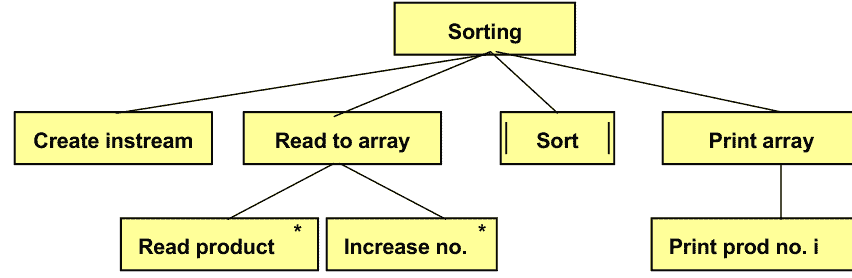 Sorting
Create instream
Read to array
Sort
Print array
Read product *
Increase no. *
Print prod no. i